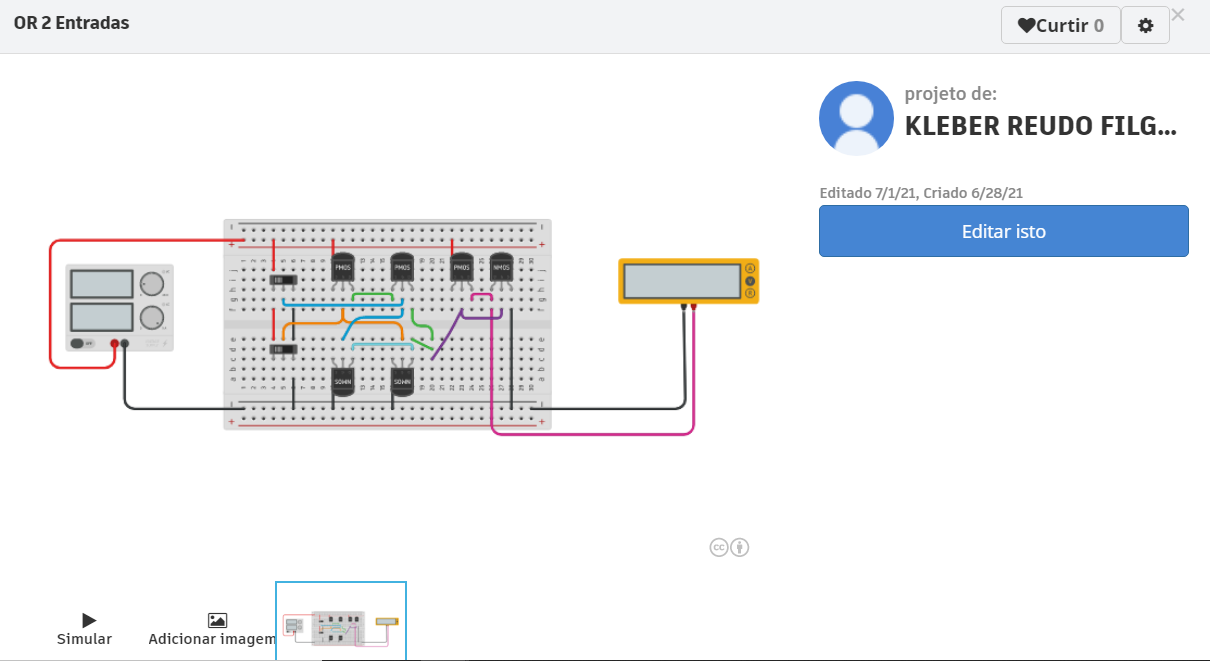 OR 2 Entradas
Curtir 0
projeto de:
KLEBER REUDO FILG...
Editado 7/1/21, Criado 6/28/21
Editar isto
PMOS PMOS PMOS NMOS
NMOS NMOS
A
V
R
cc
Simular
Adicionar imagem